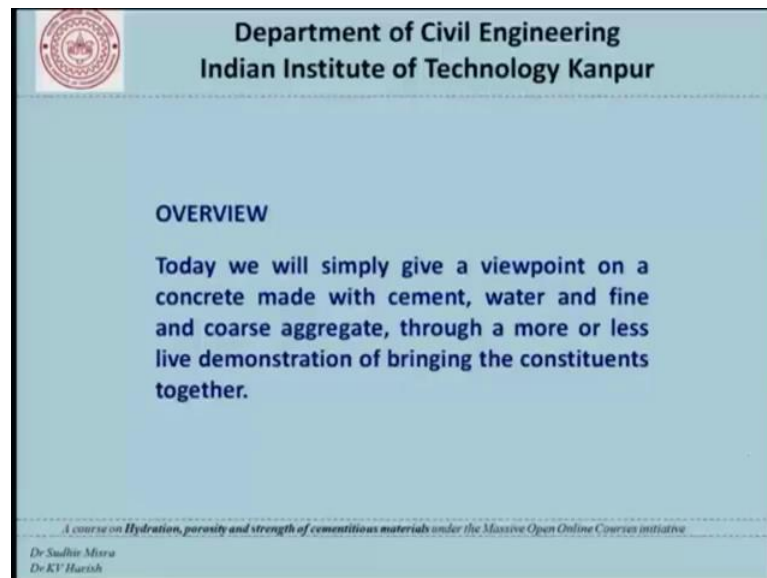 Department of Civil Engineering
Indian Institute of Technology Kanpur
OVERVIEW
Today we will simply give a viewpoint on a
concrete made with cement, water and fine
and coarse aggregate, through a more or less
live demonstration of bringing the constituents
together.
A course on Hydration, porosity and strength of cementitious materials under the Massive Open Online Courses initiative
Dr Sudhir Misra
Dr KV Harish